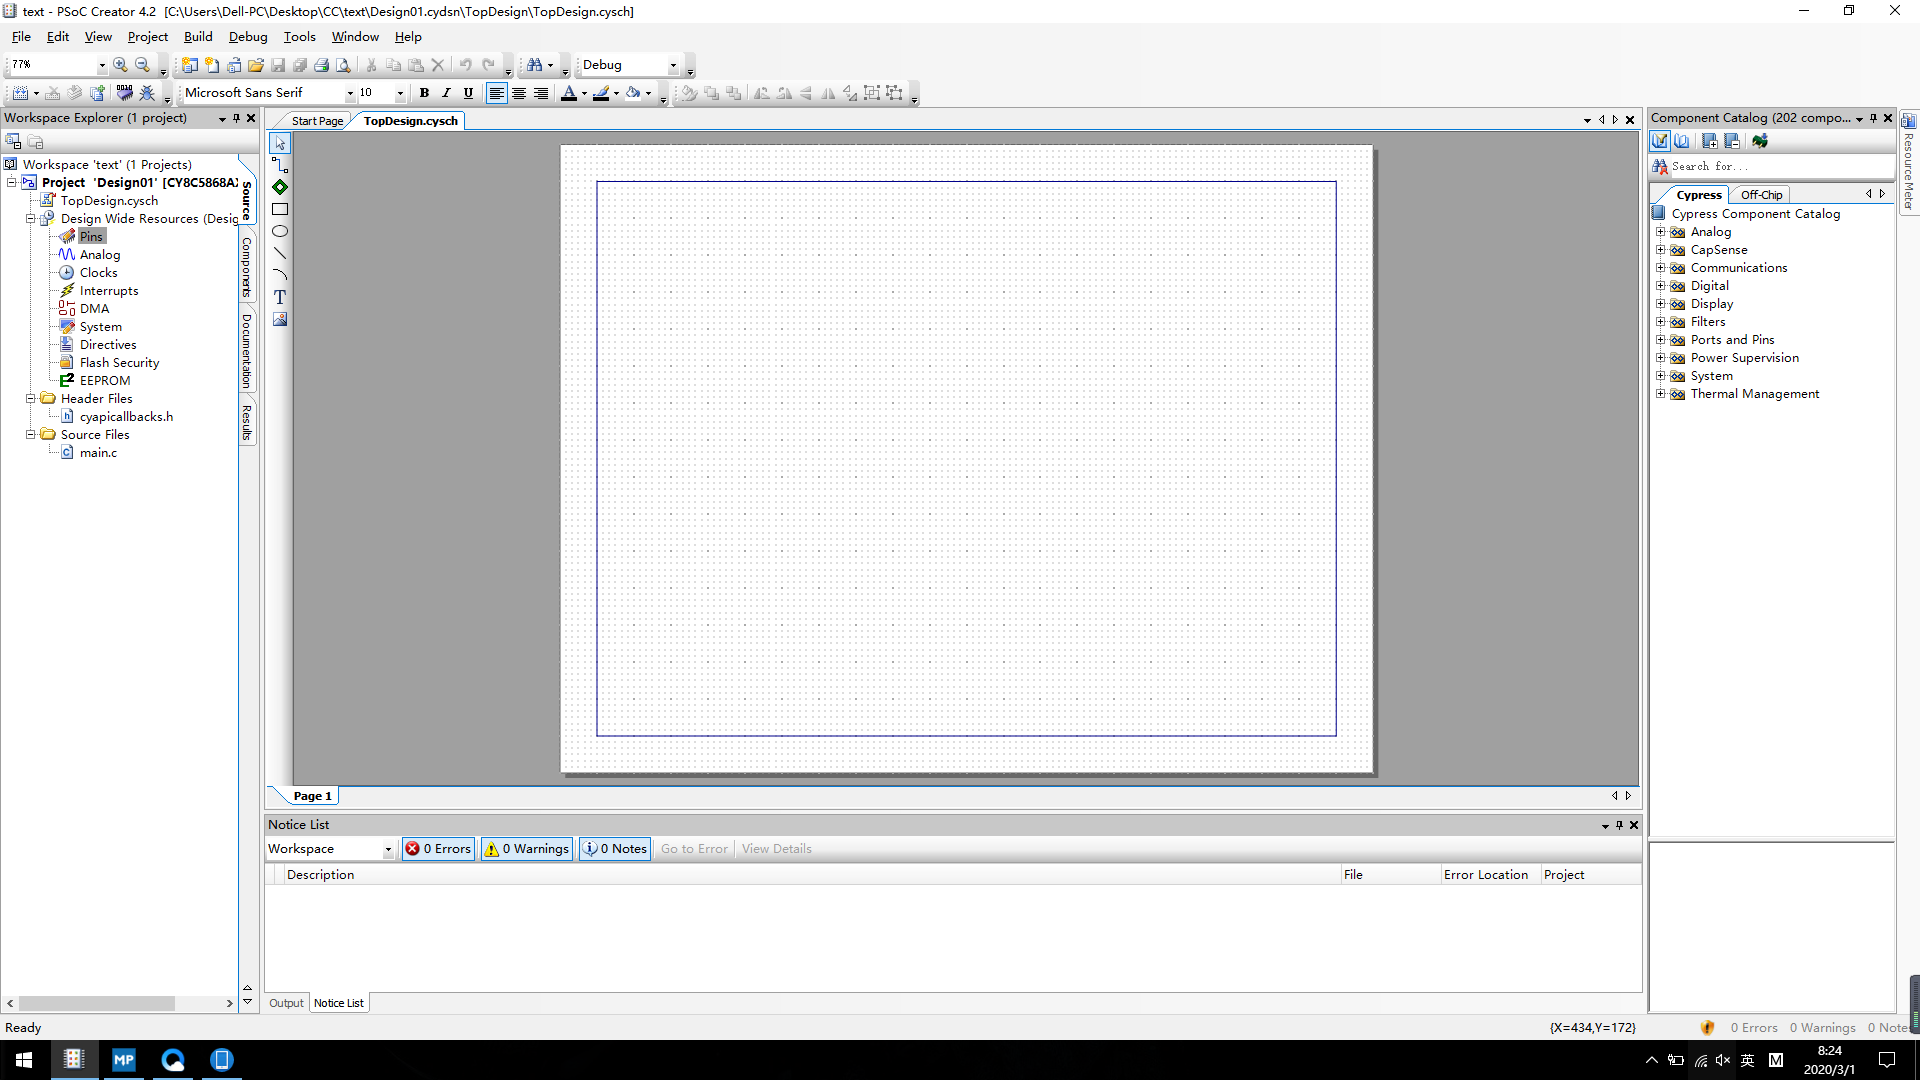 text - PSoC Creator 4.2 [C:\Users\Dell-PC\Desktop\CC\text\Design01.cydsn\TopDesign\TopDesign.cysch]
File Edit View Project Build Debug Tools Window Help
77%
Debug
Microsoft Sans Serif 10 B I U
Workspace Explorer (1 project)
Workspace 'text' (1 Projects)
Project 'Design01' [CY8C5868AX
TopDesign.cysch
Design Wide Resources (Desig
Pins
Analog
Clocks
Interrupts
DMA
System
Directives
Flash Security
EEPROM
Header Files
cyapicallbacks.h
Source Files
main.c
Source
Components
Documentation
Results
Start Page TopDesign.cysch
T
Page 1
Component Catalog (202 compo...
Search for...
Cypress Off-Chip
Cypress Component Catalog
Analog
CapSense
Communications
Digital
Display
Filters
Ports and Pins
Power Supervision
System
Thermal Management
Resource Meter
Notice List
Workspace 0 Errors 0 Warnings 0 Notes Go to Error View Details
Description File Error Location Project
Output Notice List
Ready {X=434,Y=172} 0 Errors 0 Warnings 0 Note
MP
英 M
8:24
2020/3/1